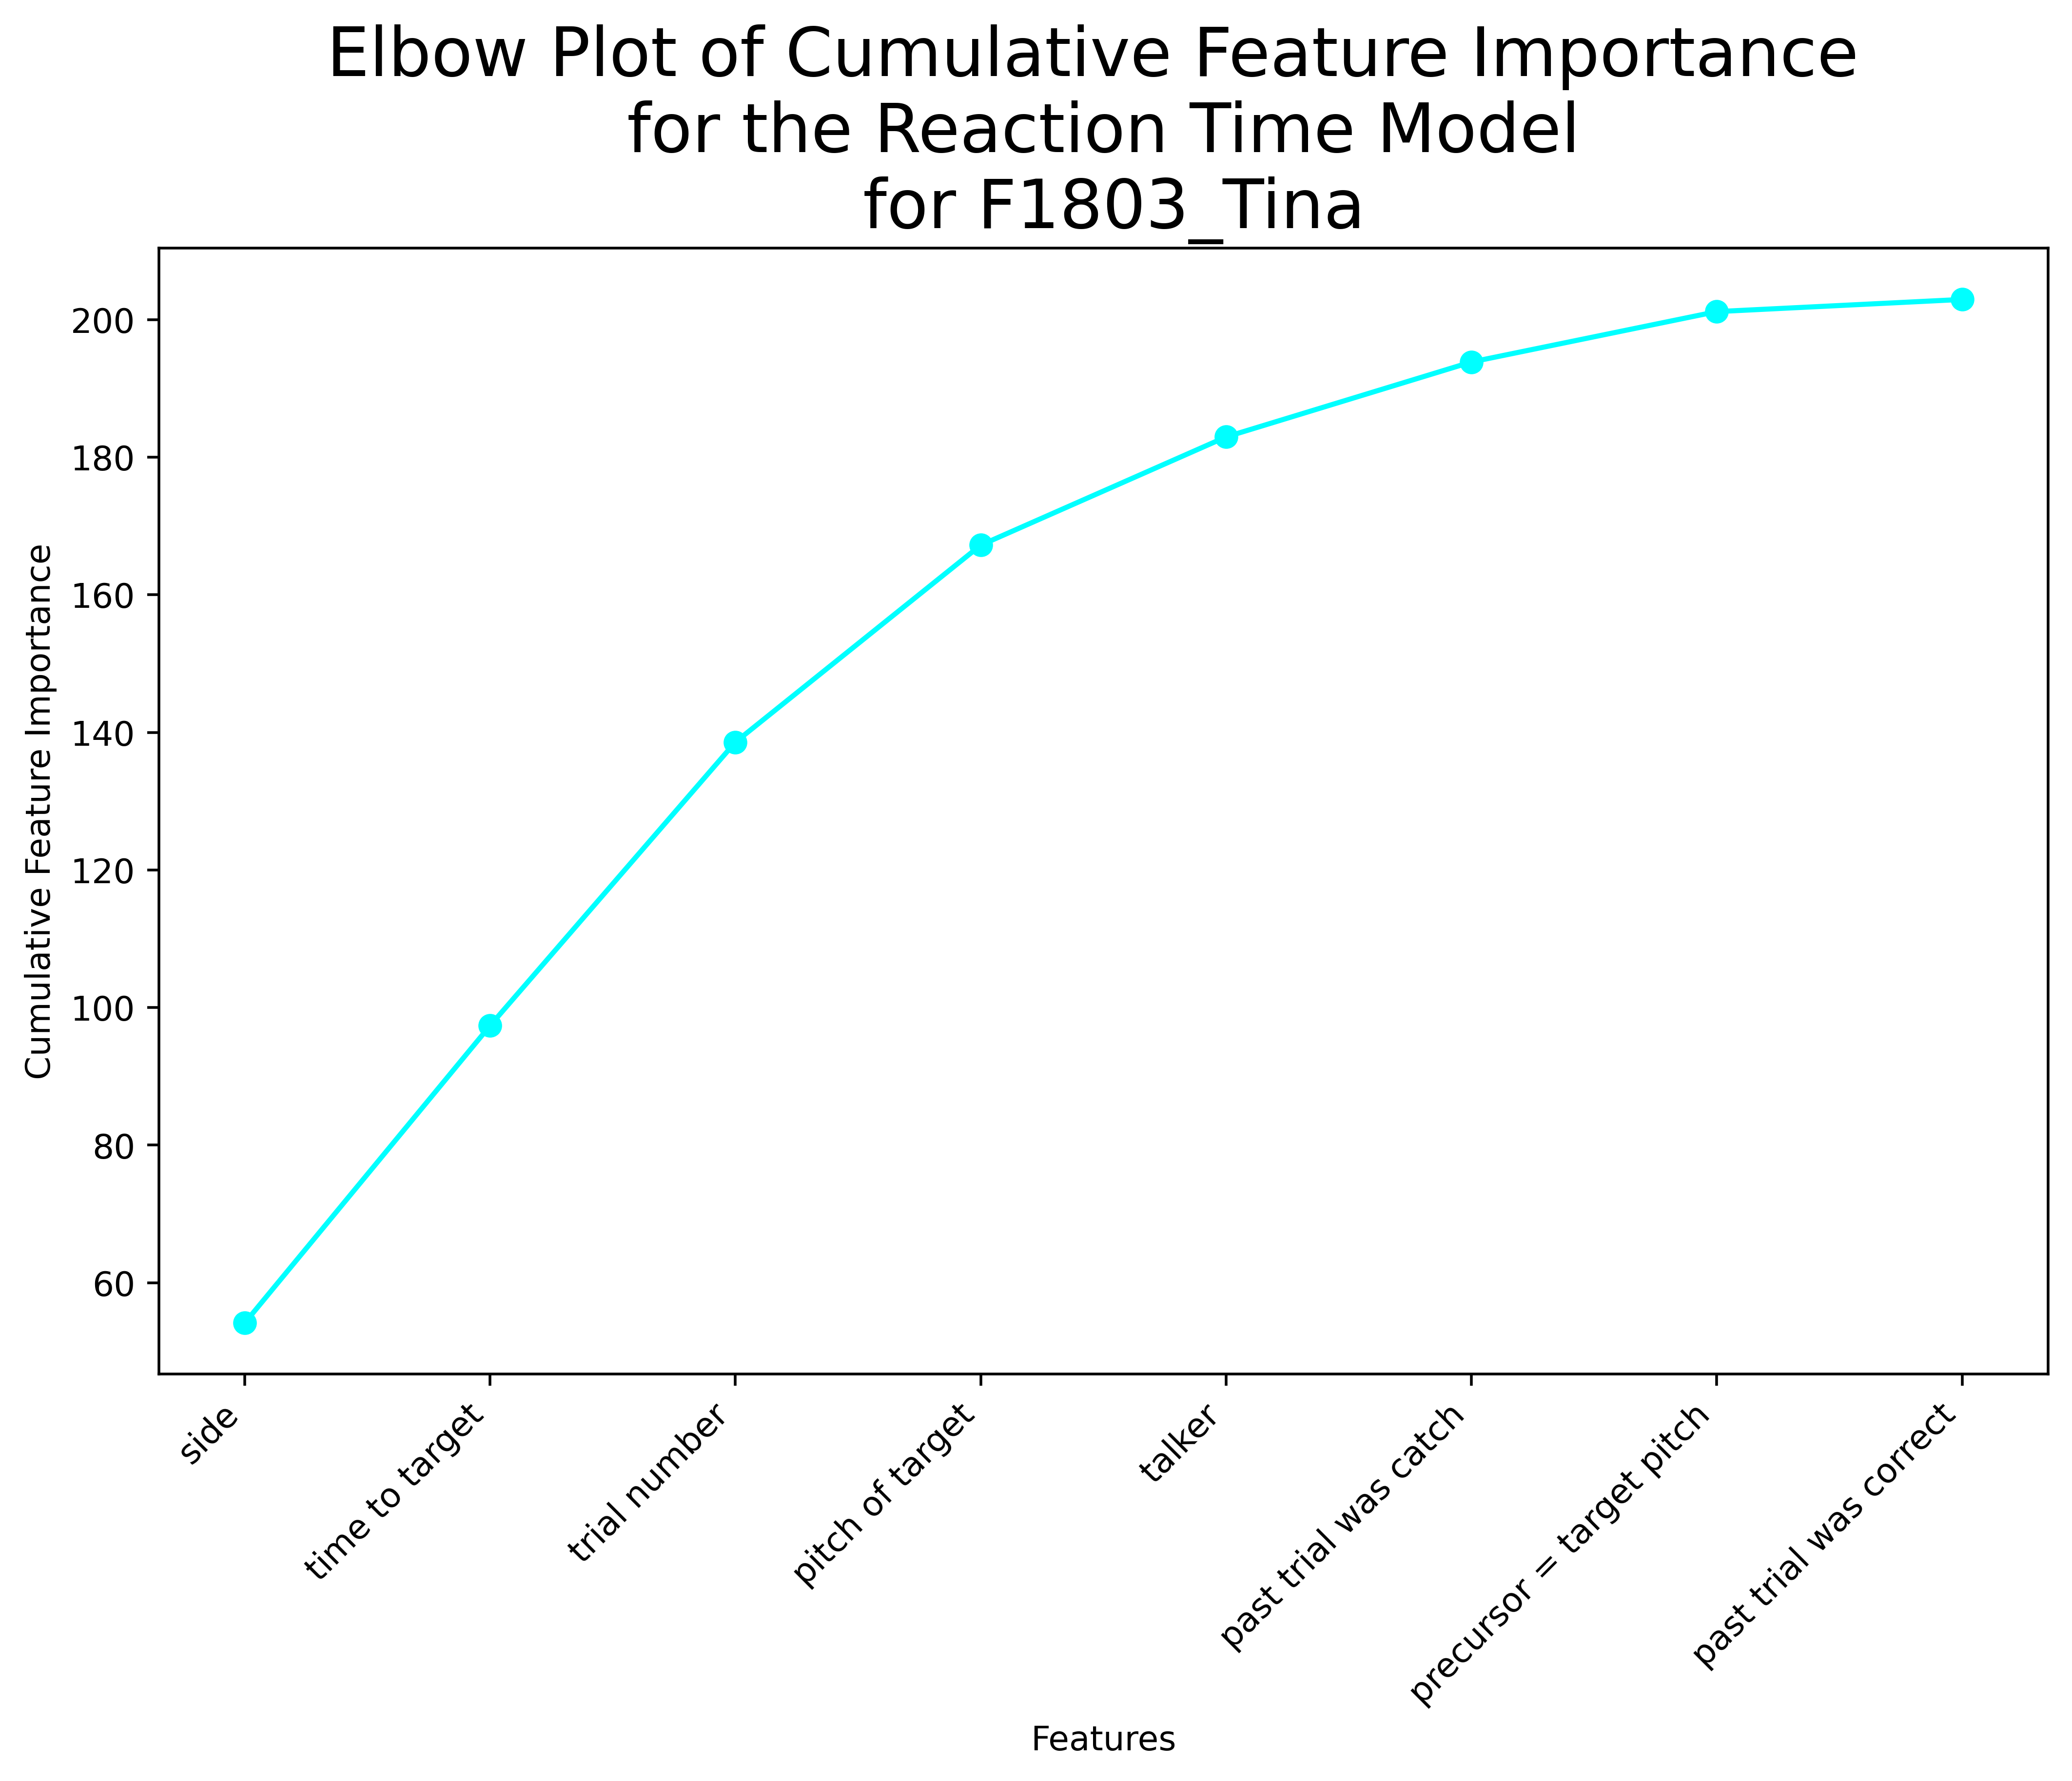 Elbow Plot of Cumulative Feature Importance
for the Reaction Time Model
for F1803_Tina
Cumulative Feature Importance
200
180
160
140
120
100
80
60
side
time to target
trial number
pitch of target
talker
past trial was catch
precursor = target pitch
past trial was correct
Features